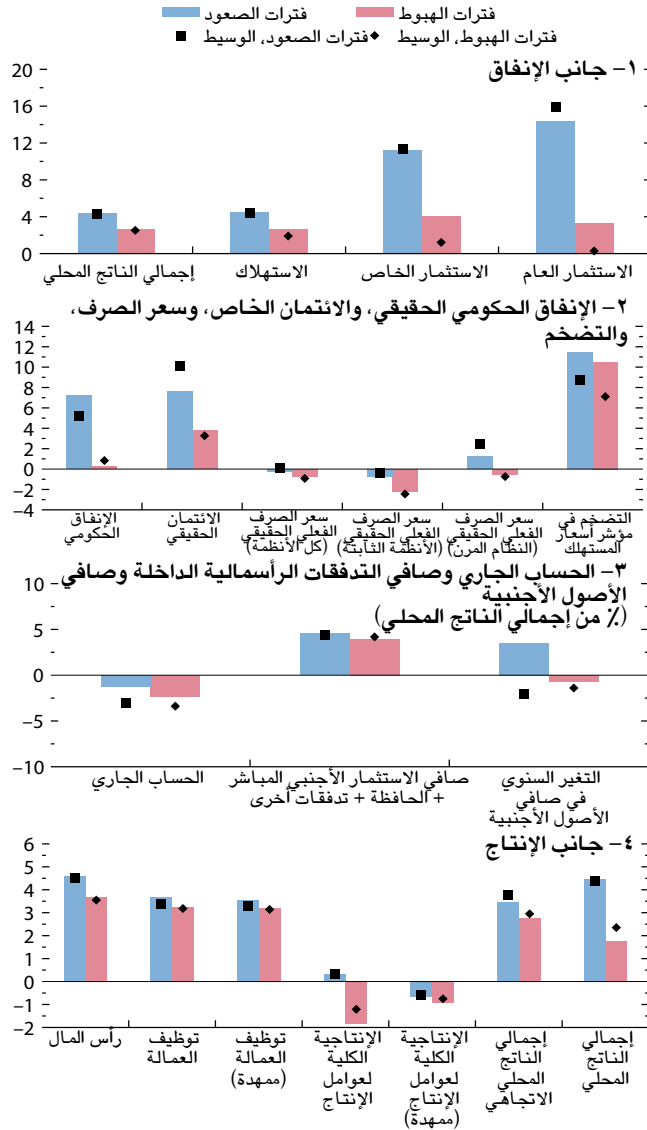 فترات الصعود فترات الهبوط
فترات الصعود، الوسيط فترات الهبوط، الوسيط
١- جانب الإنفاق
20
16
12
8
4
0
إجمالي الناتج المحلي الاستهلاك الاستثمار الخاص الاستثمار العام
٢- الإنفاق الحكومي الحقيقي، والائتمان الخاص، وسعر الصرف،
والتضخم
14
12
10
8
6
4
2
0
−2
−4
الإنفاق
الحكومي
الائتمان
الحقيقي
سعر الصرف
الفعلي الحقيقي
(كل الأنظمة)
سعر الصرف
الفعلي الحقيقي
(الأنظمة الثابتة)
سعر الصرف
الفعلي الحقيقي
(النظام المرن)
التضخم في
مؤشر أسعار
المستهلك
٣- الحساب الجاري وصافي التدفقات الرأسمالية الداخلة وصافي
الأصول الأجنبية
(٪ من إجمالي الناتج المحلي)
10
5
0
−5
−10
الحساب الجاري
صافي الاستثمار الأجنبي المباشر
+ الحافظة + تدفقات أخرى
التغير السنوي
في صافي
الأصول الأجنبية
٤- جانب الإنتاج
6
5
4
3
2
1
0
−1
−2
رأس المال
توظيف
العمالة
توظيف
العمالة
(ممهدة)
الإنتاجية
الكلية
لعوامل
الإنتاج
الإنتاجية
الكلية
لعوامل
الإنتاج
(ممهدة)
إجمالي
الناتج
المحلي
الاتجاهي
إجمالي
الناتج
المحلي